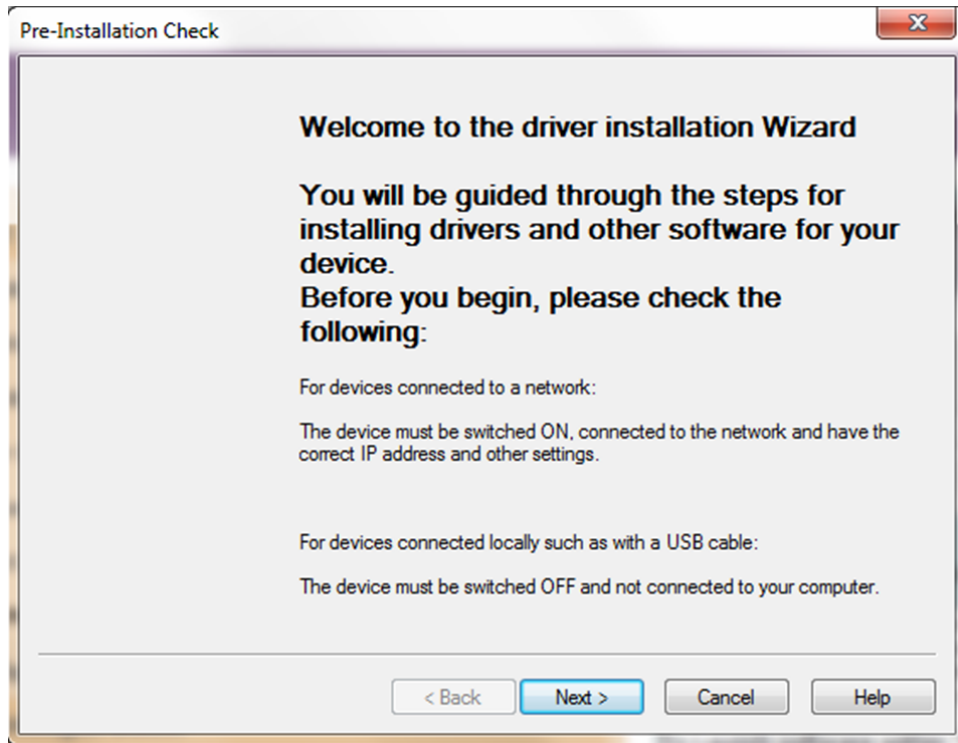 Pre-Installation Check
Welcome to the driver installation Wizard
You will be guided through the steps for
installing drivers and other software for your
device.
Before you begin, please check the
following:
For devices connected to a network:
The device must be switched ON, connected to the network and have the
correct IP address and other settings.
For devices connected locally such as with a USB cable:
The device must be switched OFF and not connected to your computer.
< Back Next > Cancel Help